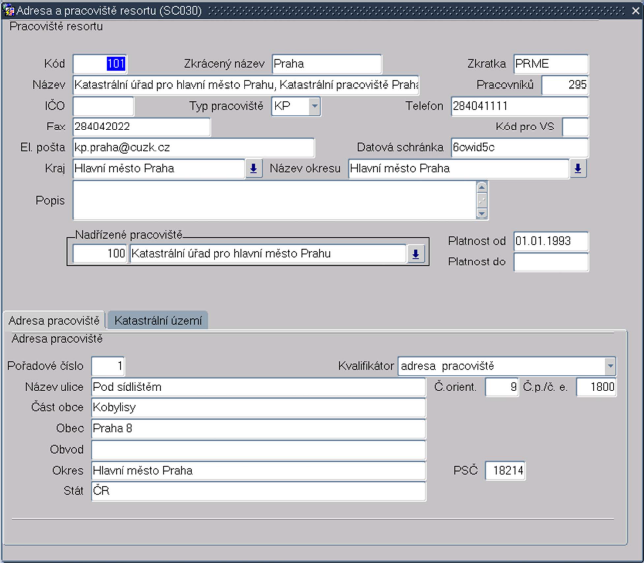 Adresa a pracoviště resortu (SC030)
Pracoviště resortu
Kód 101 Zkrácený název Praha Zkratka PRME
Název Katastrální úřad pro hlavní město Prahu, Katastrální pracoviště Praha Pracovníků 295
IČO Typ pracoviště KP Telefon 284041111
Fax 284042022 Kód pro VS
El. pošta kp.praha@cuzk.cz Datová schránka 6cwid5c
Kraj Hlavní město Praha Název okresu Hlavní město Praha
Popis
Nadřízené pracoviště Platnost od 01.01.1993
100 Katastrální úřad pro hlavní město Prahu Platnost do
Adresa pracoviště Katastrální území
Adresa pracoviště
Pořadové číslo 1 Kvalifikátor adresa pracoviště
Název ulice Pod sídlištěm Č.orient. 9 Č.p./č. e. 1800
Část obce Kobylisy
Obec Praha 8
Obvod
Okres Hlavní město Praha PSČ 18214
Stát ČR